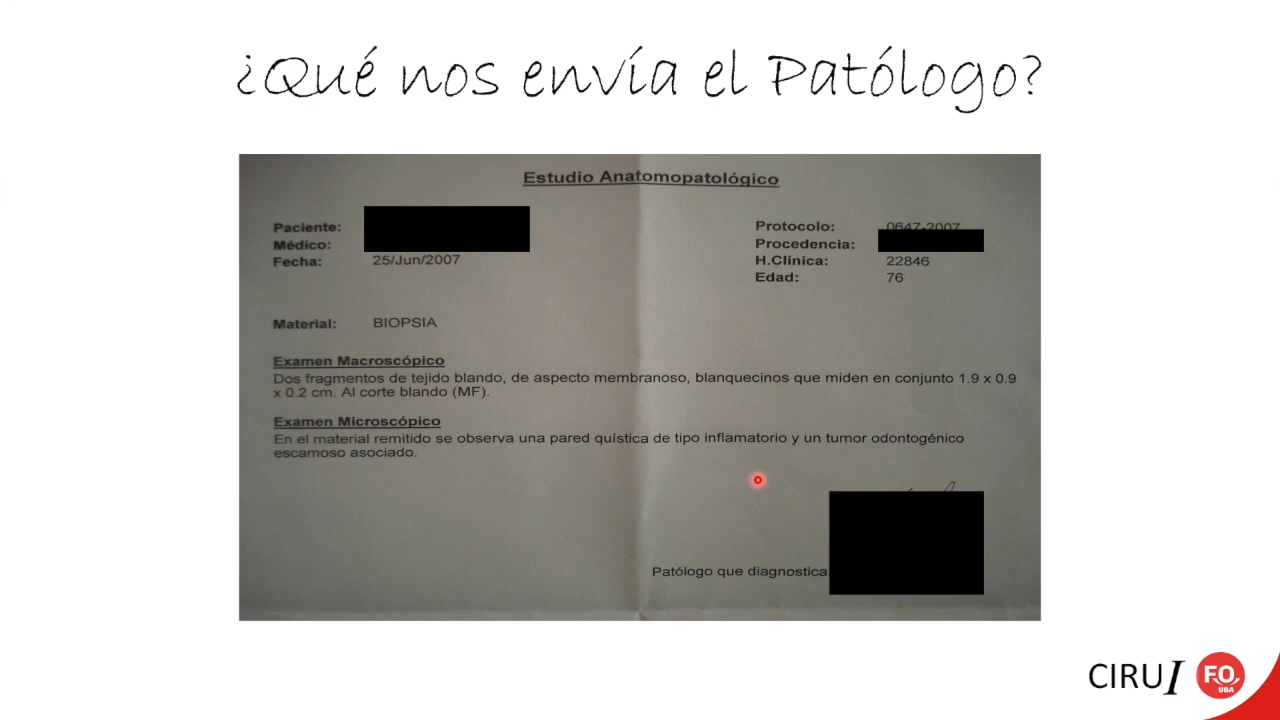 ¿Qué nos envía el Patólogo?
Estudio Anatomopatológico
Paciente:
Médico:
Fecha: 25/Jun/2007
Protocolo: 0647-2007
Procedencia:
H.Clínica: 22846
Edad: 76
Material: BIOPSIA
Examen Macroscópico
Dos fragmentos de tejido blando, de aspecto membranoso, blanquecinos que miden en conjunto 1.9 x 0.9
x 0.2 cm. Al corte blando (MF).
Examen Microscópico
En el material remitido se observa una pared quística de tipo inflamatorio y un tumor odontogénico
escamoso asociado.
Patólogo que diagnostica
CIRU I
F.O.
UBA